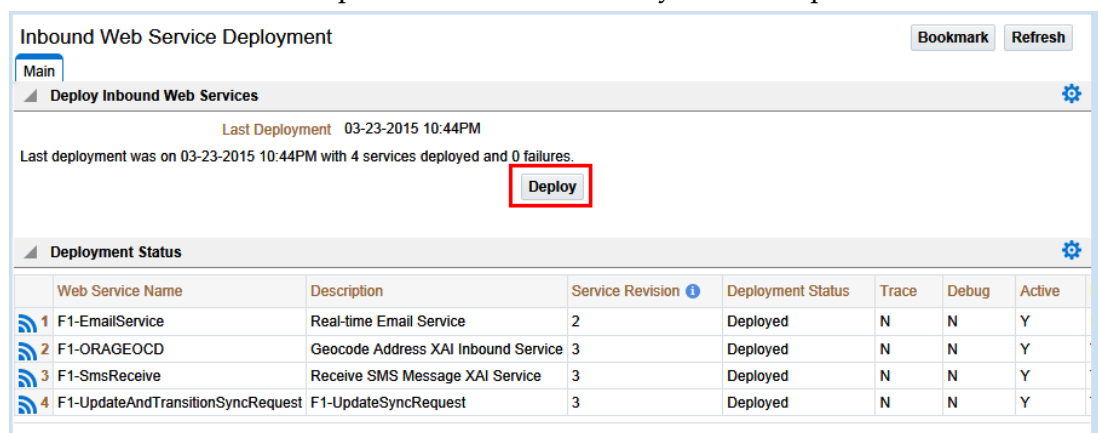 Inbound Web Service Deployment
Bookmark Refresh
Main
Deploy Inbound Web Services
Last Deployment 03-23-2015 10:44PM
Last deployment was on 03-23-2015 10:44PM with 4 services deployed and 0 failures.
Deploy
Deployment Status
Web Service Name Description Service Revision Deployment Status Trace Debug Active
1 F1-EmailService Real-time Email Service 2 Deployed N N Y
2 F1-ORAGEOCD Geocode Address XAI Inbound Service 3 Deployed N N Y
3 F1-SmsReceive Receive SMS Message XAI Service 3 Deployed N N Y
4 F1-UpdateAndTransitionSyncRequest F1-UpdateSyncRequest 3 Deployed N N Y